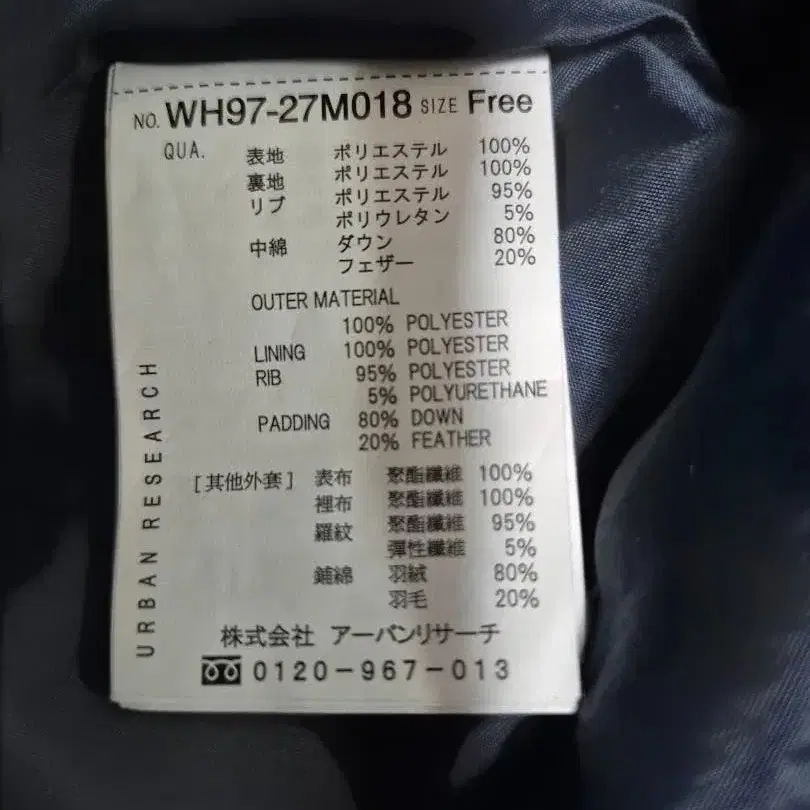 NO. WH97-27M018 SIZE Free
QUA. 表地 ポリエステル 100%
裏地 ポリエステル 100%
リブ ポリエステル 95%
ポリウレタン 5%
中綿 ダウン 80%
フェザー 20%
OUTER MATERIAL
100% POLYESTER
LINING 100% POLYESTER
RIB 95% POLYESTER
5% POLYURETHANE
PADDING 80% DOWN
20% FEATHER
[其他外套] 表布 聚酯纖維 100%
裡布 聚酯纖維 100%
羅紋 聚酯纖維 95%
彈性纖維 5%
鋪綿 羽絨 80%
羽毛 20%
株式会社 アーバンリサーチ
0120-967-013
URBAN RESEARCH